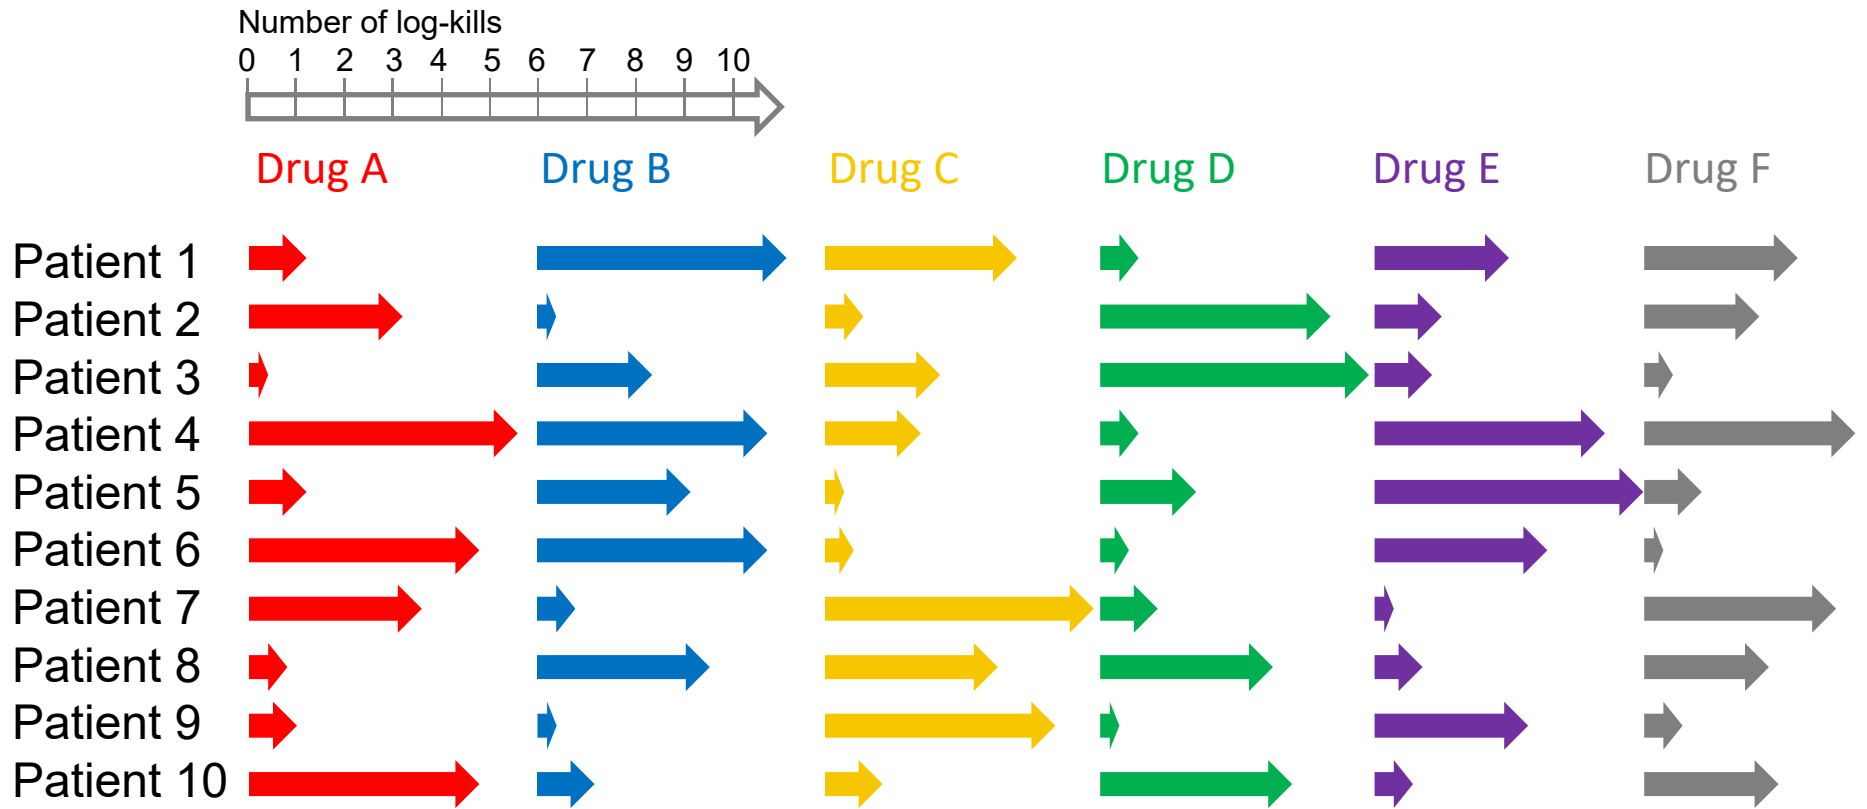 Number of log-kills
0 1 2 3 4 5 6 7 8 9 10
Drug A Drug B Drug C Drug D Drug E Drug F
Patient 1
Patient 2
Patient 3
Patient 4
Patient 5
Patient 6
Patient 7
Patient 8
Patient 9
Patient 10